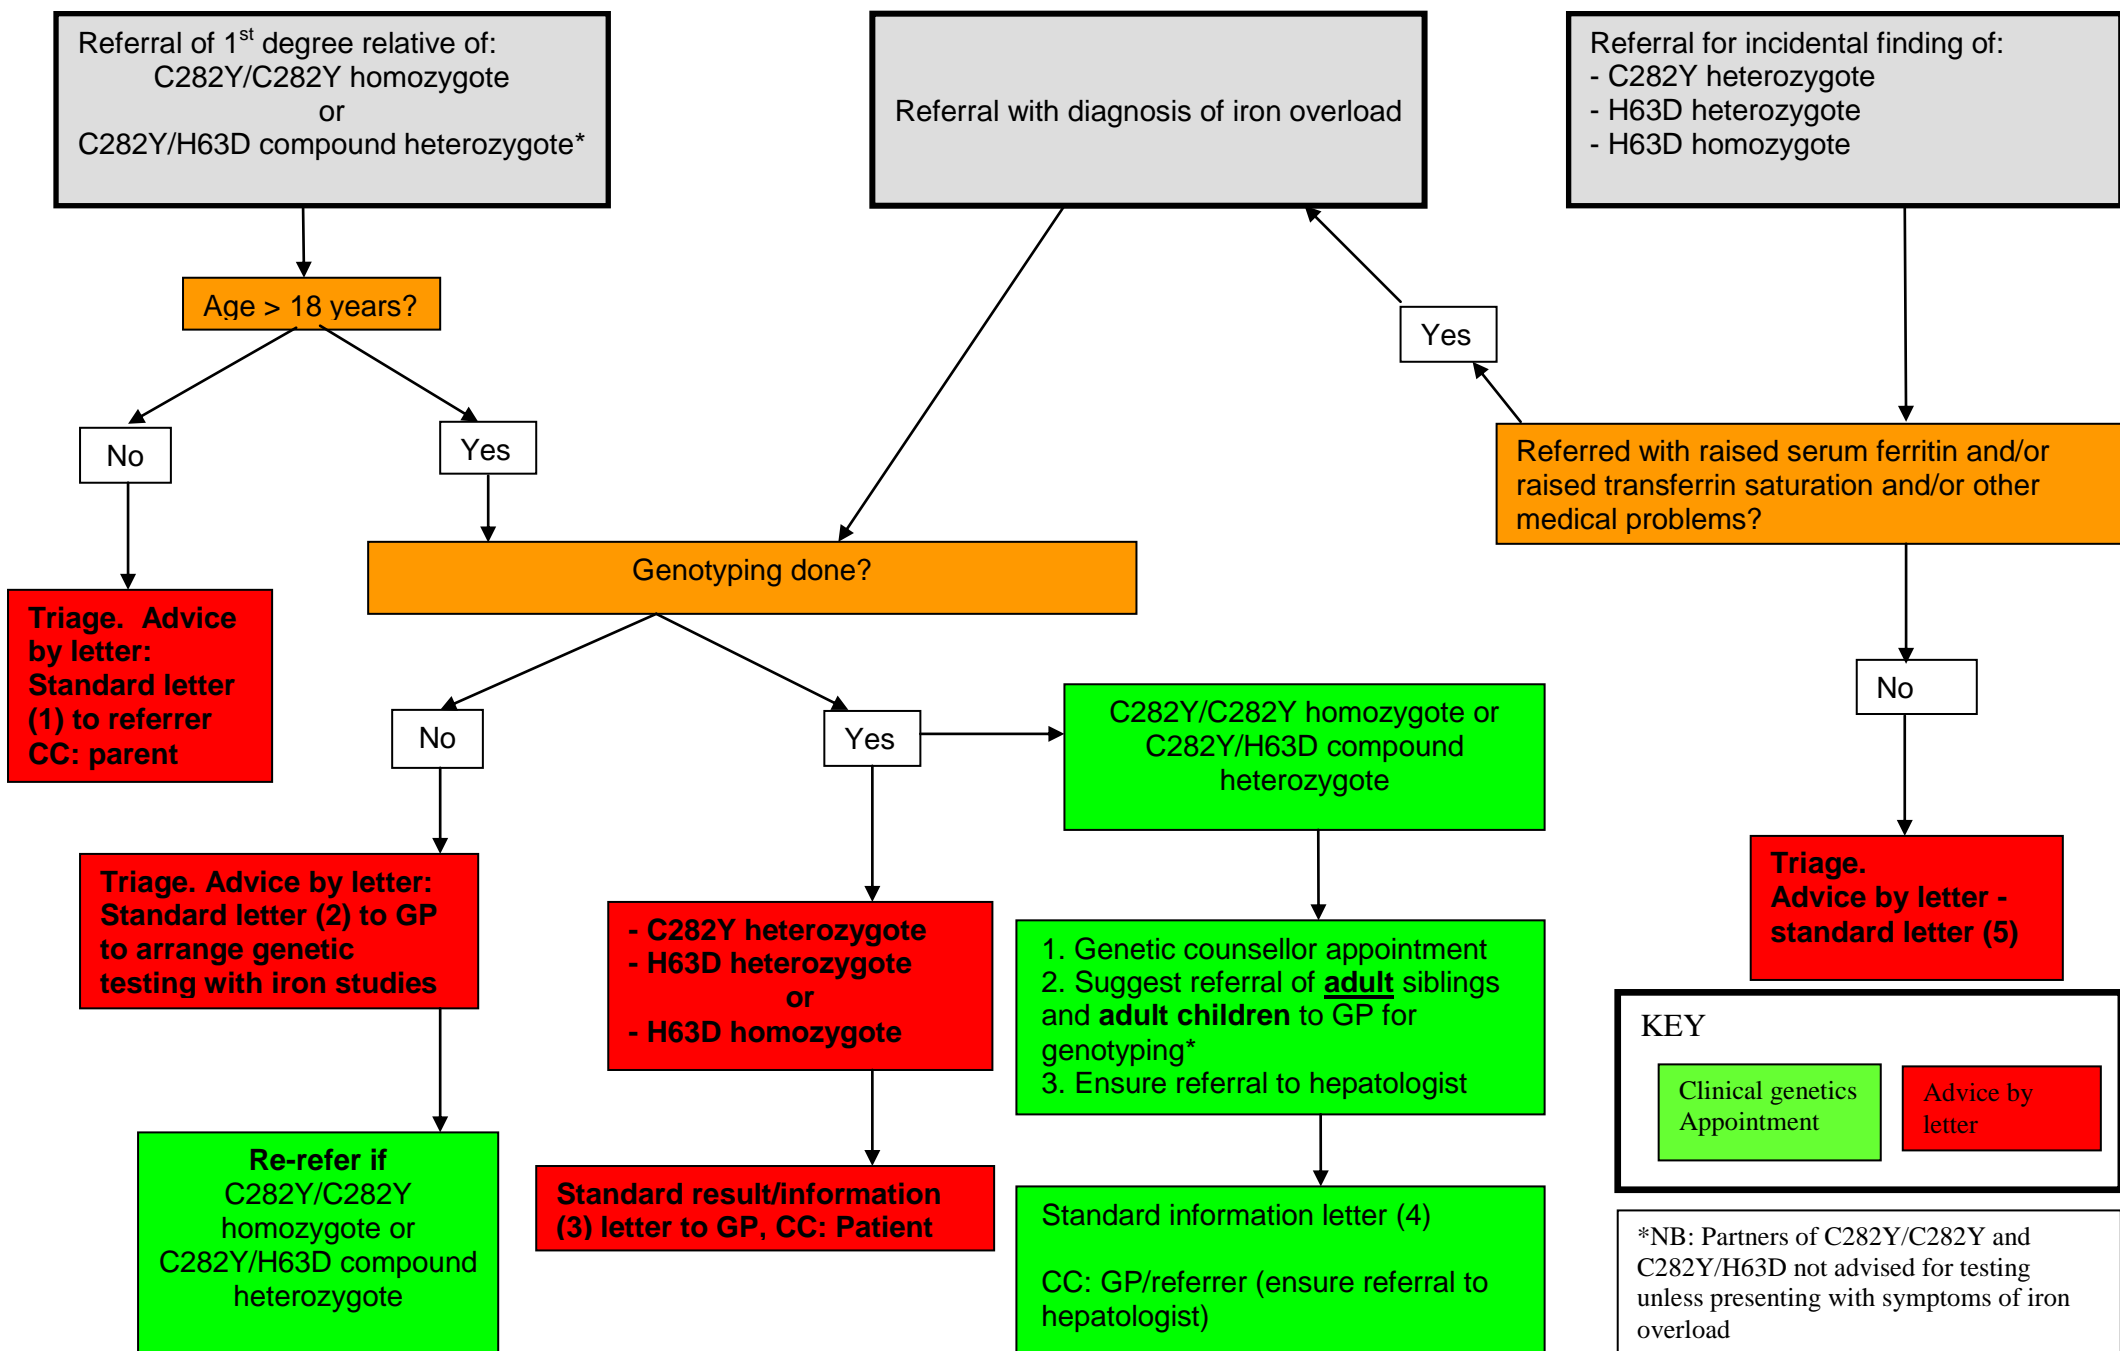 Referral of 1st degree relative of:
C282Y/C282Y homozygote
or
C282Y/H63D compound heterozygote*
Referral with diagnosis of iron overload
Referral for incidental finding of:
- C282Y heterozygote
- H63D heterozygote
- H63D homozygote
Age > 18 years?
Yes
No
Yes
Referred with raised serum ferritin and/or
raised transferrin saturation and/or other
medical problems?
Genotyping done?
Triage. Advice
by letter:
Standard letter
(1) to referrer
CC: parent
No
Yes
C282Y/C282Y homozygote or
C282Y/H63D compound
heterozygote
No
Triage. Advice by letter:
Standard letter (2) to GP
to arrange genetic
testing with iron studies
- C282Y heterozygote
- H63D heterozygote
or
- H63D homozygote
1. Genetic counsellor appointment
2. Suggest referral of adult siblings
and adult children to GP for
genotyping*
3. Ensure referral to hepatologist
Triage.
Advice by letter -
standard letter (5)
Re-refer if
C282Y/C282Y
homozygote or
C282Y/H63D compound
heterozygote
Standard result/information
(3) letter to GP, CC: Patient
Standard information letter (4)
CC: GP/referrer (ensure referral to
hepatologist)
KEY
Clinical genetics
Appointment
Advice by
letter
*NB: Partners of C282Y/C282Y and
C282Y/H63D not advised for testing
unless presenting with symptoms of iron
overload